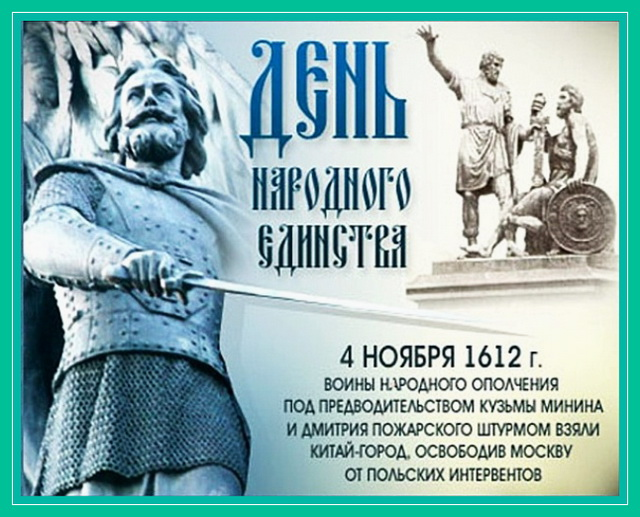 ДЕНЬ
НАРОДНОГО
ЕДИНСТВА
4 НОЯБРЯ 1612 г.
ВОИНЫ НАРОДНОГО ОПОЛЧЕНИЯ
ПОД ПРЕДВОДИТЕЛЬСТВОМ КУЗЬМЫ МИНИНА
И ДМИТРИЯ ПОЖАРСКОГО ШТУРМОМ ВЗЯЛИ
КИТАЙ-ГОРОД, ОСВОБОДИВ МОСКВУ
ОТ ПОЛЬСКИХ ИНТЕРВЕНТОВ